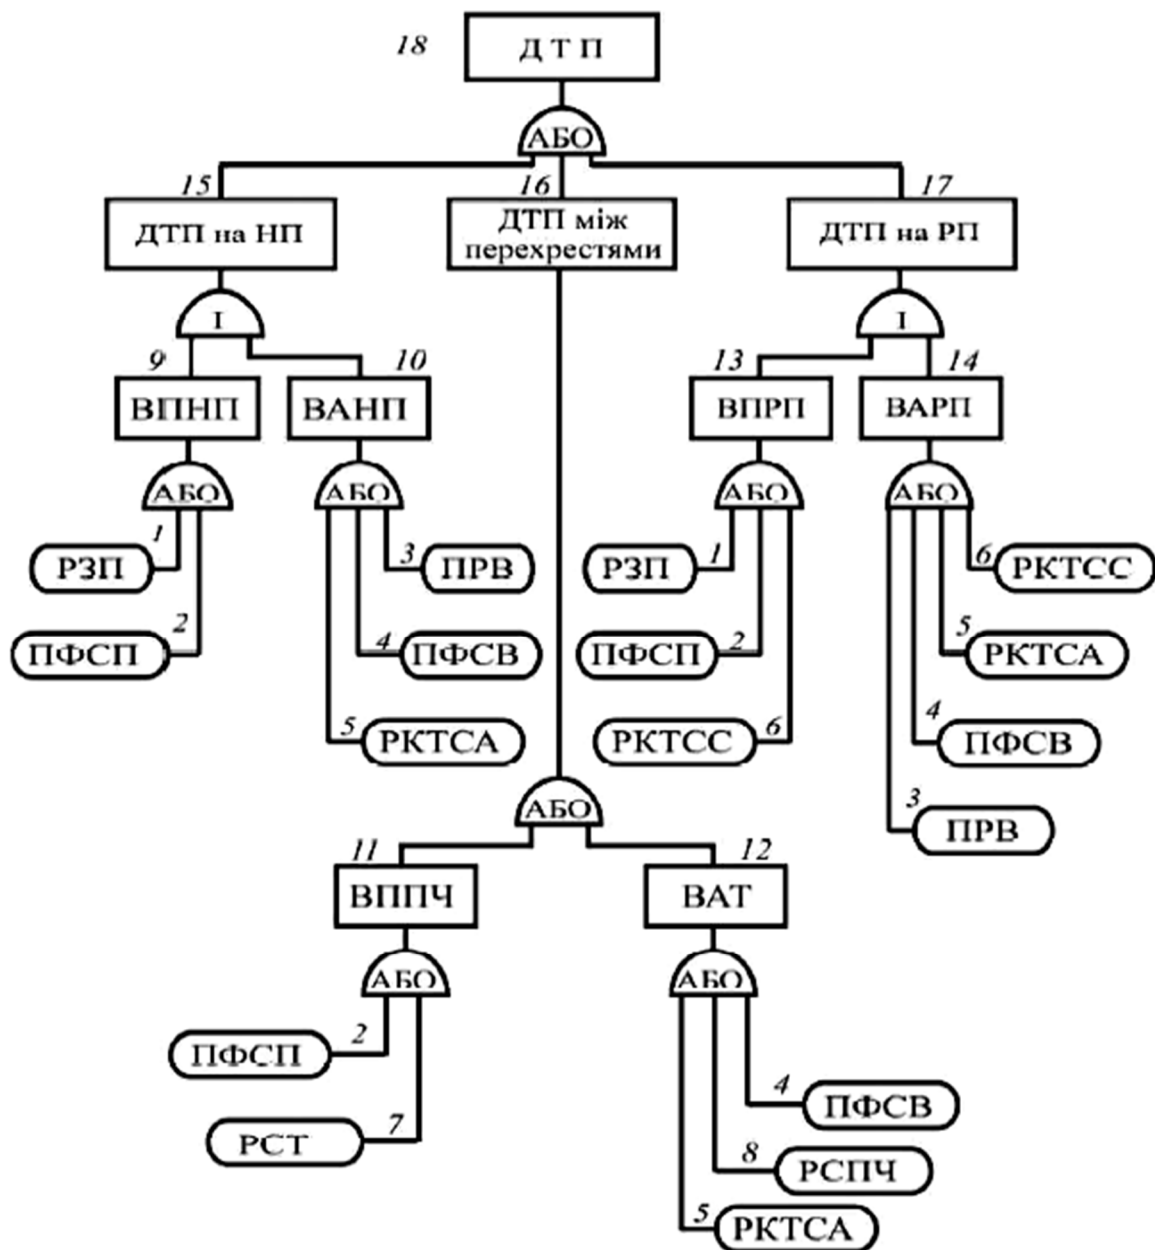 18
Д Т П
АБО
15
16
17
ДТП на НП
ДТП між
перехрестями
ДТП на РП
І
І
9
10
13
14
ВПНП
ВАНП
ВПРП
ВАРП
АБО
АБО
АБО
АБО
1
РЗП
3
ПРВ
РЗП
1
6
РКТСС
2
ПФСП
4
ПФСВ
ПФСП
2
5
РКТСА
5
РКТСА
РКТСС
6
4
ПФСВ
3
ПРВ
АБО
11
12
ВППЧ
ВАТ
АБО
АБО
ПФСП
2
4
ПФСВ
РСТ
7
8
РСПЧ
5
РКТСА